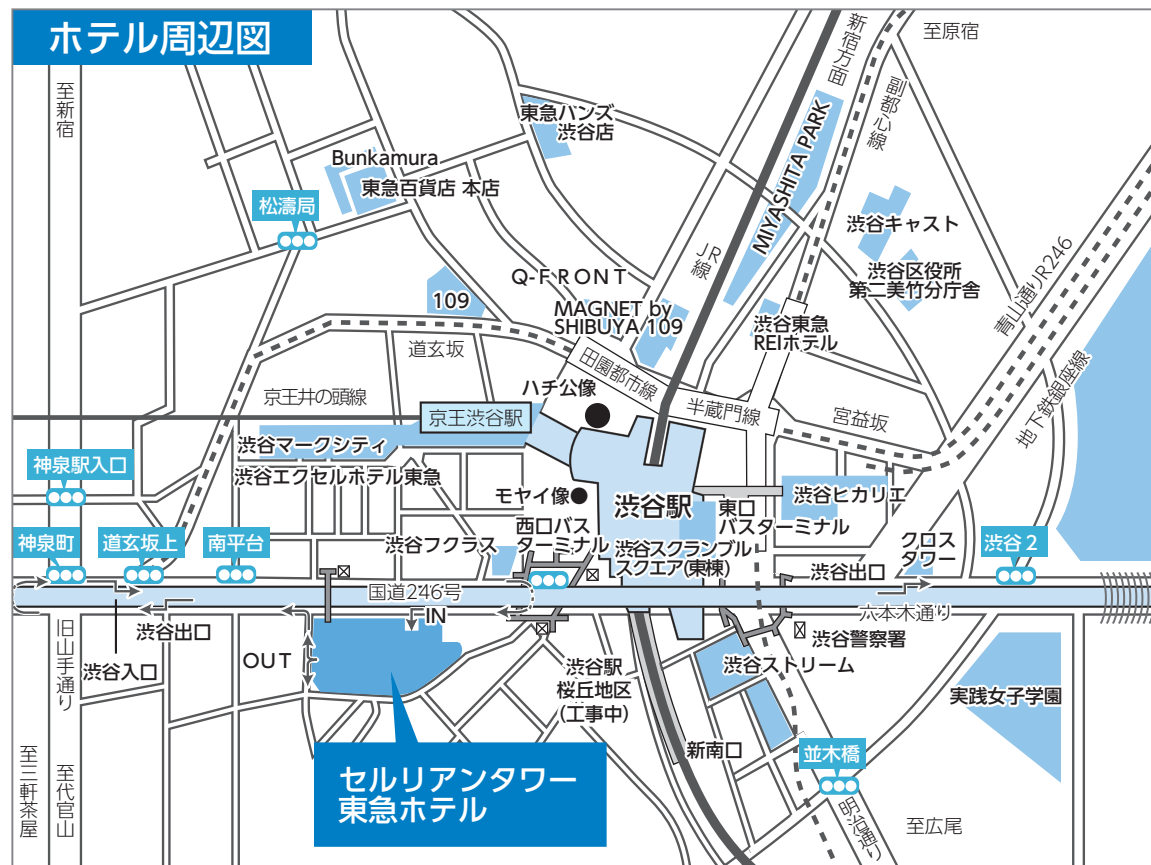 ホテル周辺図
至新宿
新宿方面
至原宿
副都心線
東急ハンズ
渋谷店
MIYASHITA PARK
Bunkamura
東急百貨店 本店
松濤局
渋谷キャスト
JR線
渋谷区役所
第二美竹分庁舎
青山通りR246
Q-FRONT
109
MAGNET by
SHIBUYA 109
渋谷東急
REIホテル
道玄坂
田園都市線
地下鉄銀座線
ハチ公像
京王井の頭線
京王渋谷駅
半蔵門線
宮益坂
渋谷マークシティ
神泉駅入口
渋谷エクセルホテル東急
モヤイ像
渋谷駅
渋谷ヒカリエ
東口
バスターミナル
西口バス
ターミナル
神泉町
道玄坂上
南平台
渋谷フクラス
渋谷スクランブル
スクエア(東棟)
クロス
タワー
渋谷2
渋谷出口
国道246号
IN
六本木通り
渋谷出口
渋谷入口
旧山手通り
OUT
渋谷駅
桜丘地区
(工事中)
渋谷ストリーム
渋谷警察署
実践女子学園
新南口
並木橋
セルリアンタワー
東急ホテル
至三軒茶屋
至代官山
明治通り
至広尾